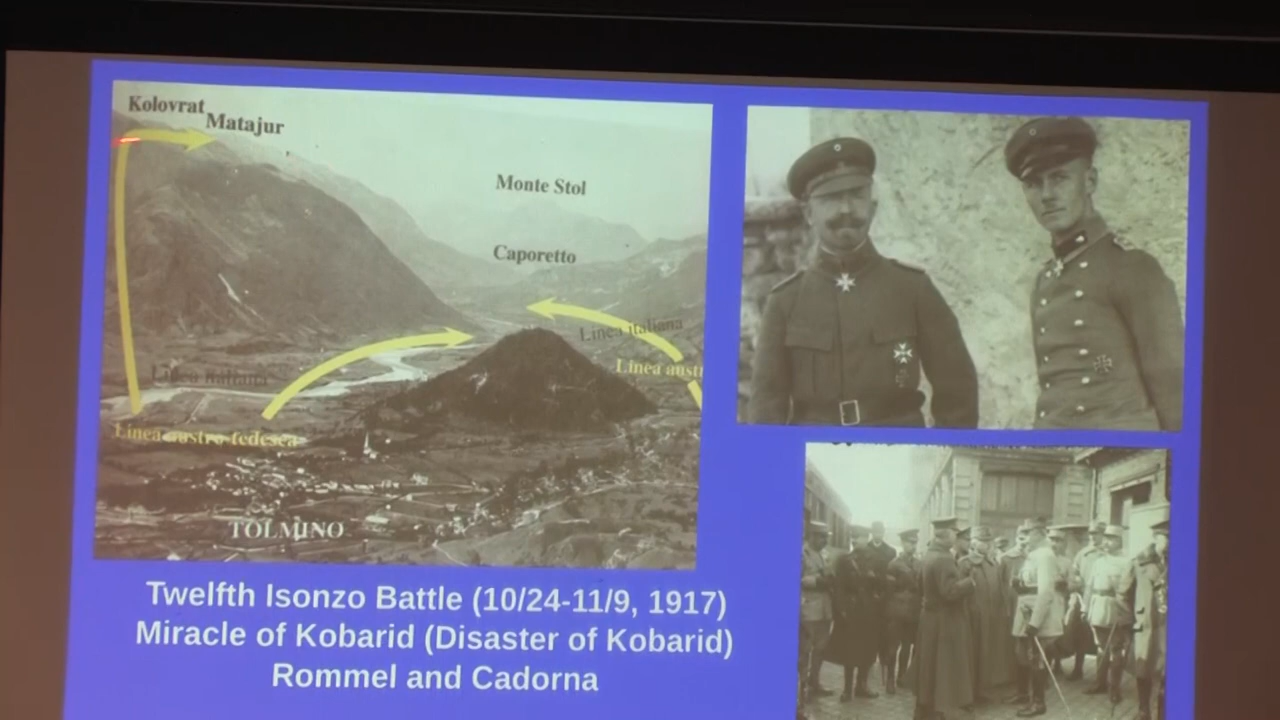 Kolovrat
Matajur
Monte Stol
Caporetto
Linea italiana
Linea austr
Linea italiana
Linea austro-tedesca
TOLMINO
Twelfth Isonzo Battle (10/24-11/9, 1917)
Miracle of Kobarid (Disaster of Kobarid)
Rommel and Cadorna